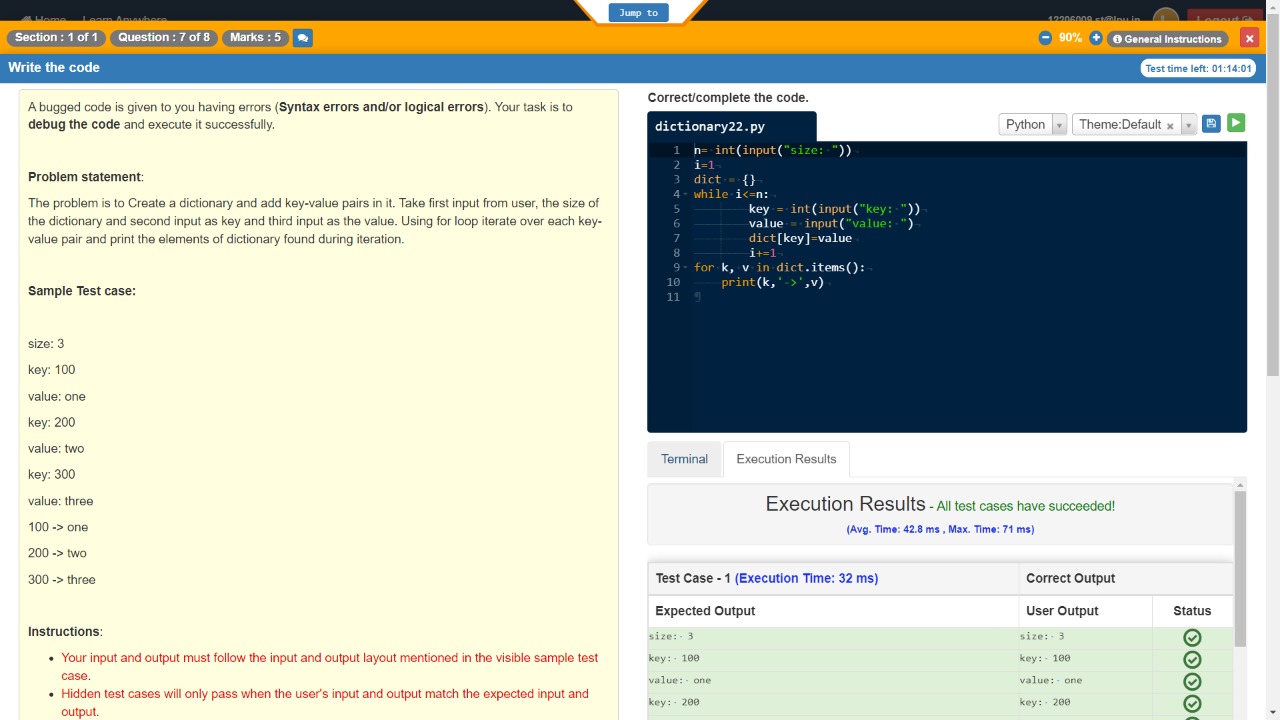 Home Learn Anywhere
Jump to
12206009.st@lpu.in
Logout
Section : 1 of 1
Question : 7 of 8
Marks : 5
90%
General Instructions
Write the code
Test time left: 01:14:01
A bugged code is given to you having errors (Syntax errors and/or logical errors). Your task is to
debug the code and execute it successfully.
Problem statement:
The problem is to Create a dictionary and add key-value pairs in it. Take first input from user, the size of
the dictionary and second input as key and third input as the value. Using for loop iterate over each key-
value pair and print the elements of dictionary found during iteration.
Sample Test case:
size: 3
key: 100
value: one
key: 200
value: two
key: 300
value: three
100 -> one
200 -> two
300 -> three
Instructions:
• Your input and output must follow the input and output layout mentioned in the visible sample test
case.
• Hidden test cases will only pass when the user's input and output match the expected input and
output.
Correct/complete the code.
dictionary22.py
Python
Theme:Default
1 n= int(input("size: "))
2 i=1
3 dict = {}
4 while i<=n:
5 key = int(input("key: "))
6 value = input("value: ")
7 dict[key]=value
8 i+=1
9 for k, v in dict.items():
10 print(k,'->',v)
11
Terminal
Execution Results
Execution Results - All test cases have succeeded!
(Avg. Time: 42.8 ms , Max. Time: 71 ms)
Test Case - 1 (Execution Time: 32 ms) Correct Output
Expected Output User Output Status
size: 3 size: 3
key: 100 key: 100
value: one value: one
key: 200 key: 200